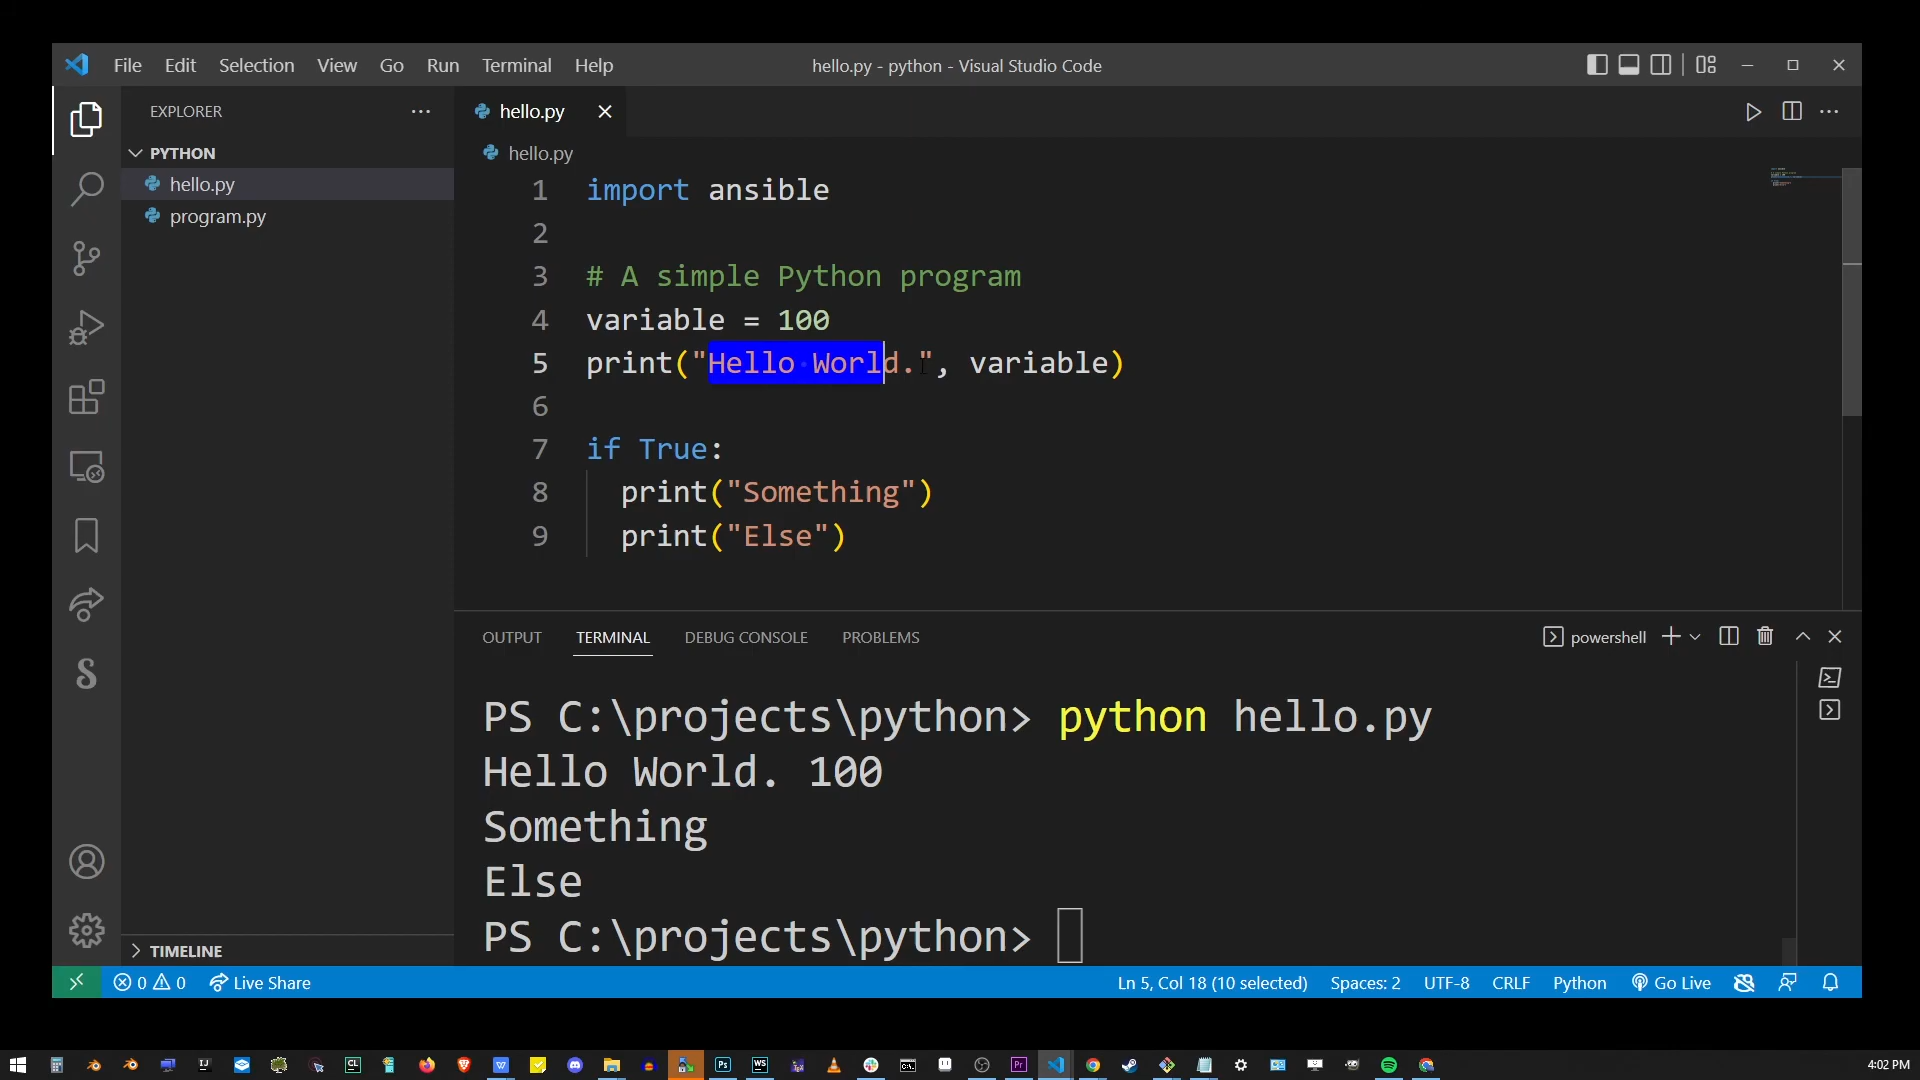 File Edit Selection View Go Run Terminal Help
hello.py - python - Visual Studio Code
EXPLORER
PYTHON
hello.py
program.py
TIMELINE
hello.py
hello.py
1 import ansible
2
3 # A simple Python program
4 variable = 100
5 print("Hello World.", variable)
6
7 if True:
8 print("Something")
9 print("Else")
OUTPUT TERMINAL DEBUG CONSOLE PROBLEMS
powershell
PS C:\projects\python> python hello.py
Hello World. 100
Something
Else
PS C:\projects\python>
0 0 Live Share
Ln 5, Col 18 (10 selected) Spaces: 2 UTF-8 CRLF Python Go Live
4:02 PM